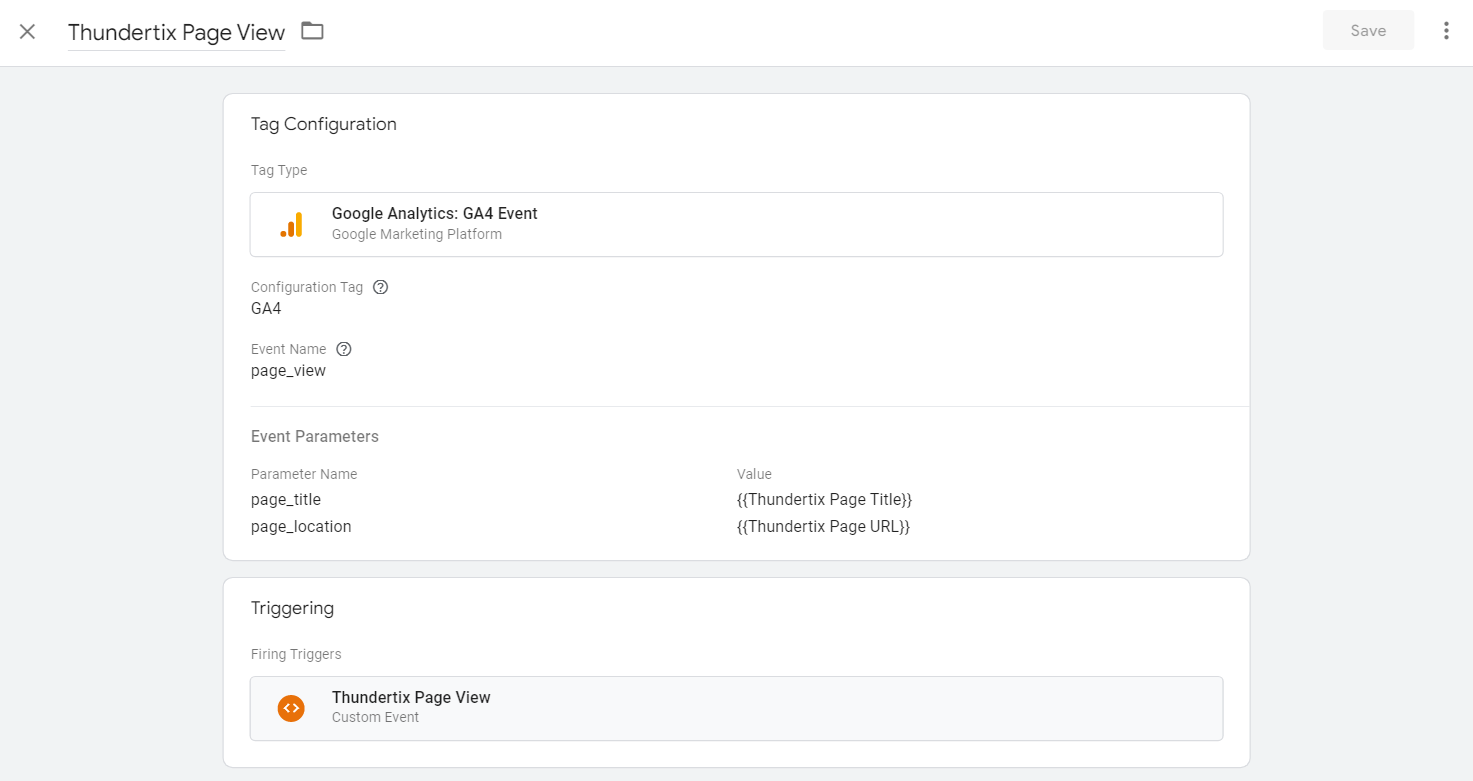 Thundertix Page View
Save
Tag Configuration
Tag Type
Google Analytics: GA4 Event
Google Marketing Platform
Configuration Tag
GA4
Event Name
page_view
Event Parameters
Parameter Name Value
page_title {{Thundertix Page Title}}
page_location {{Thundertix Page URL}}
Triggering
Firing Triggers
Thundertix Page View
Custom Event